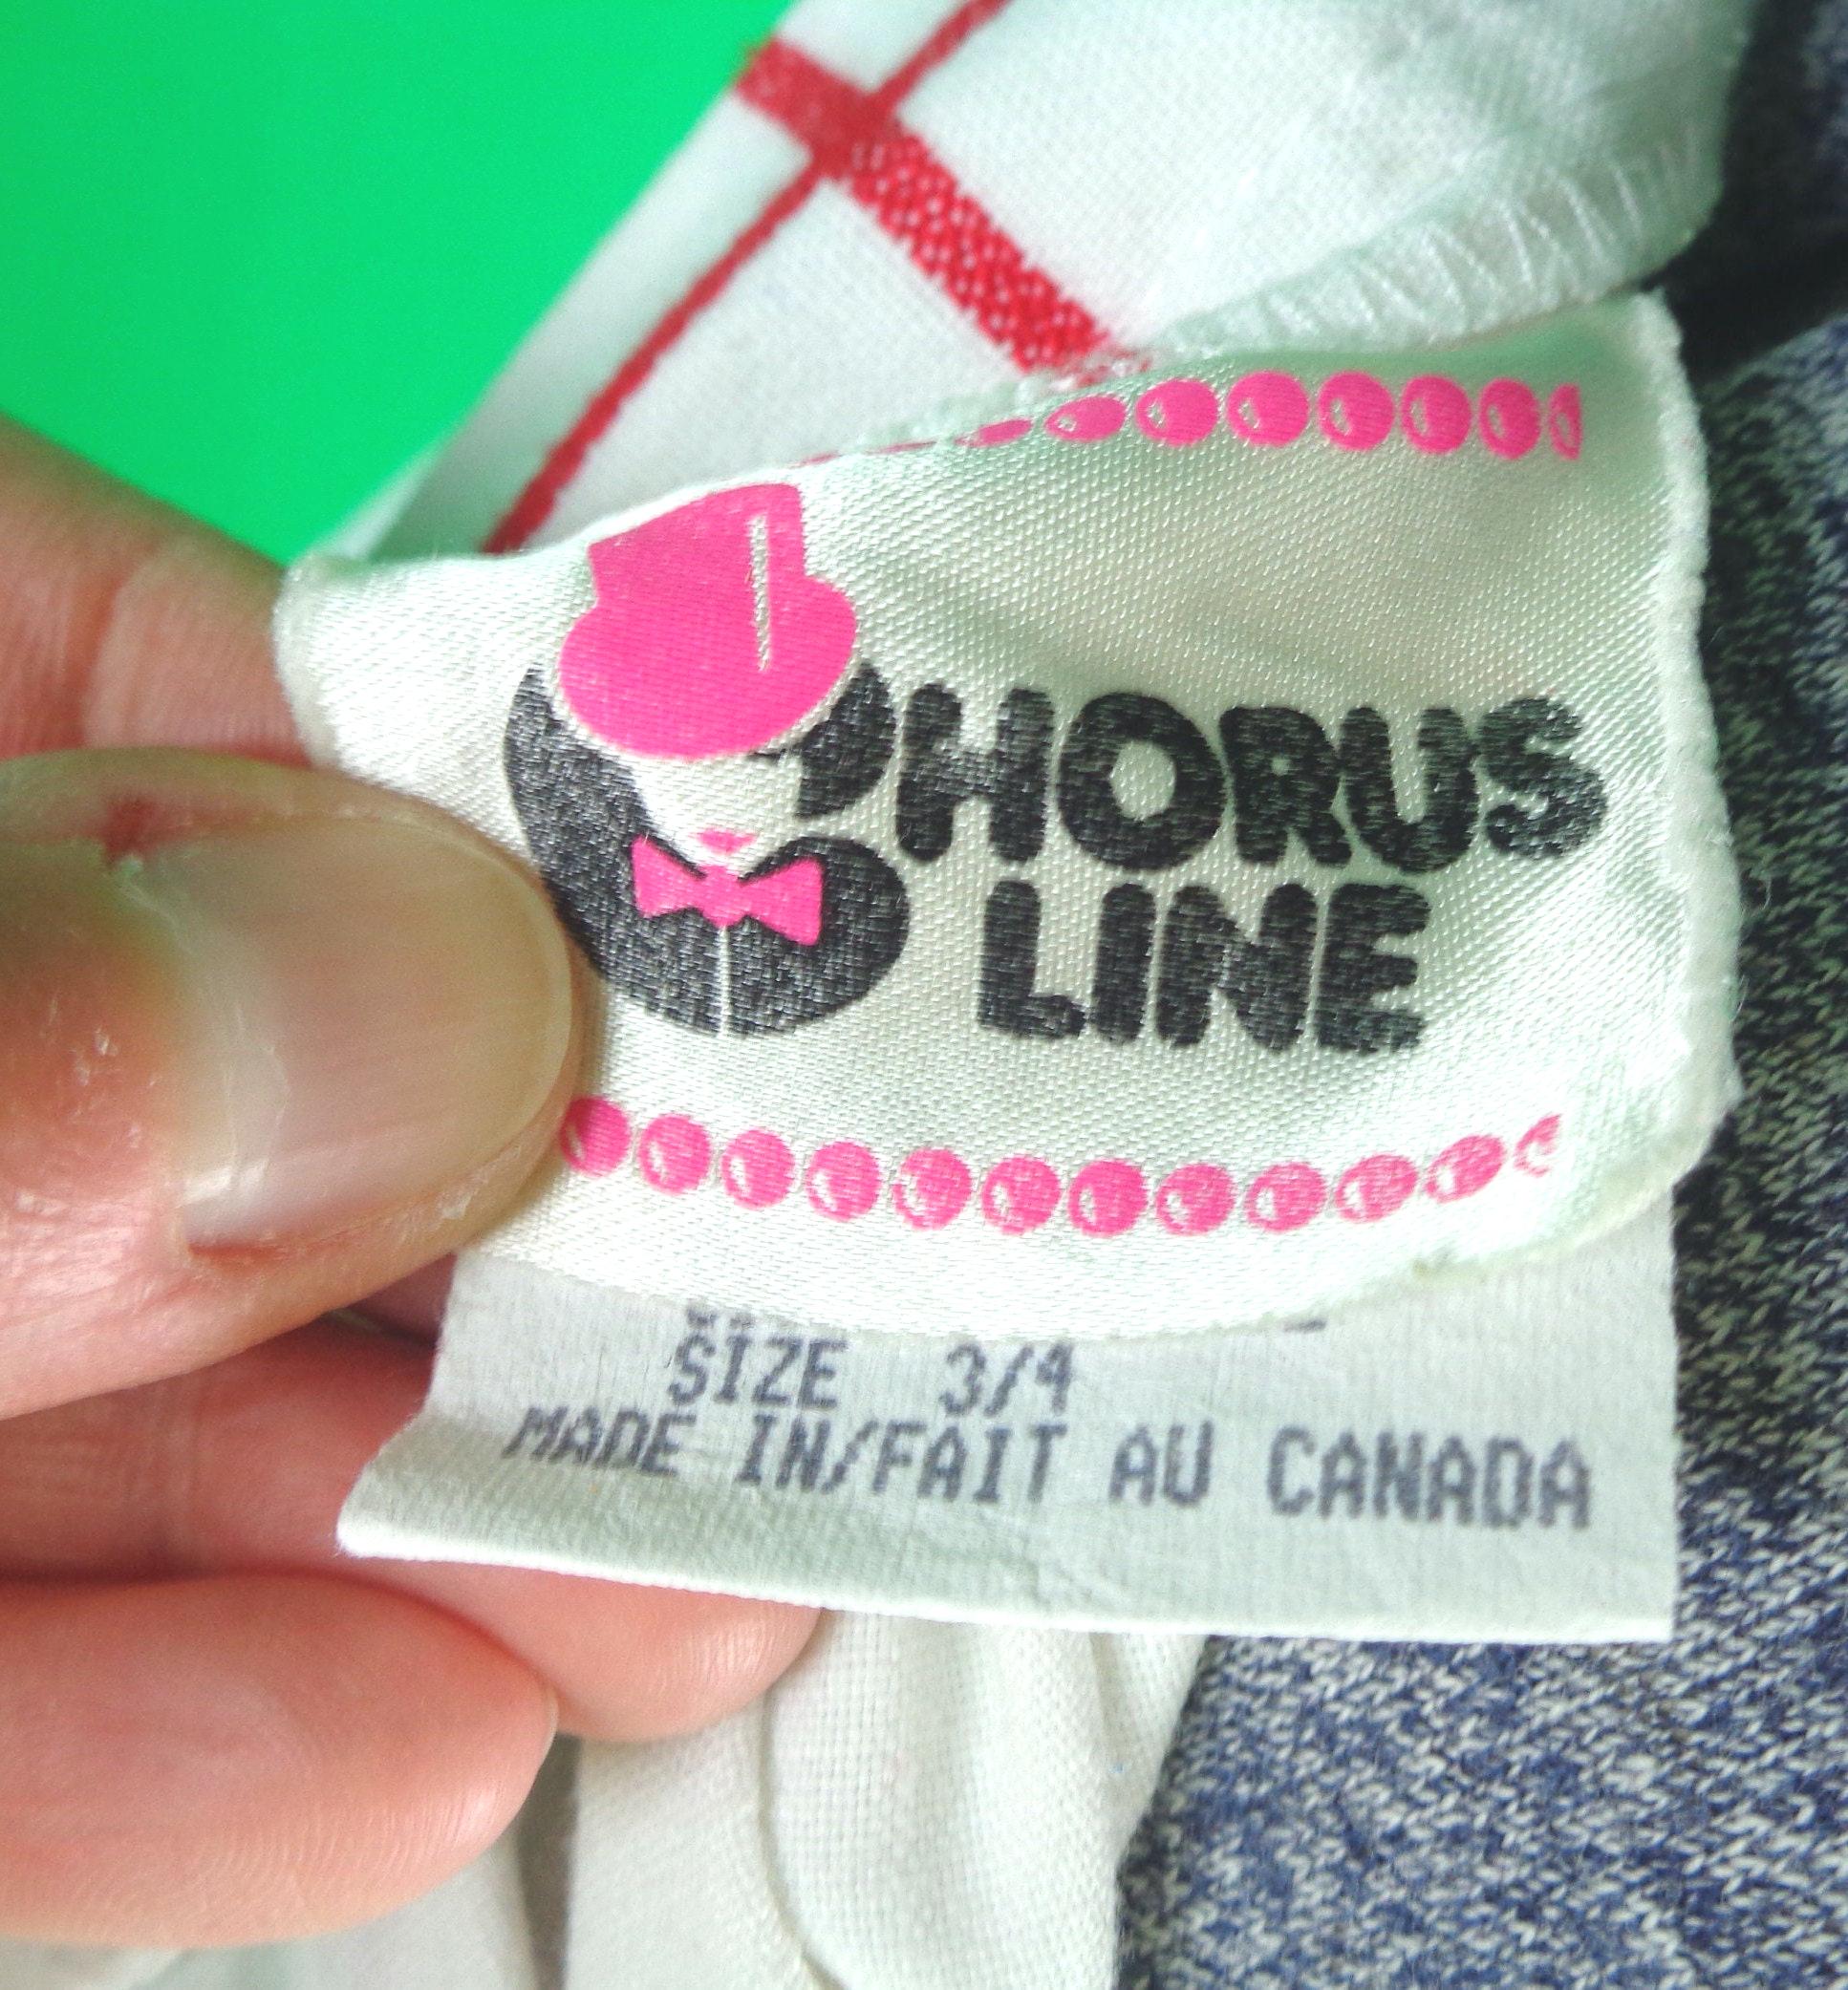 CHORUS
LINE
SIZE 3/4
MADE IN/FAIT AU CANADA